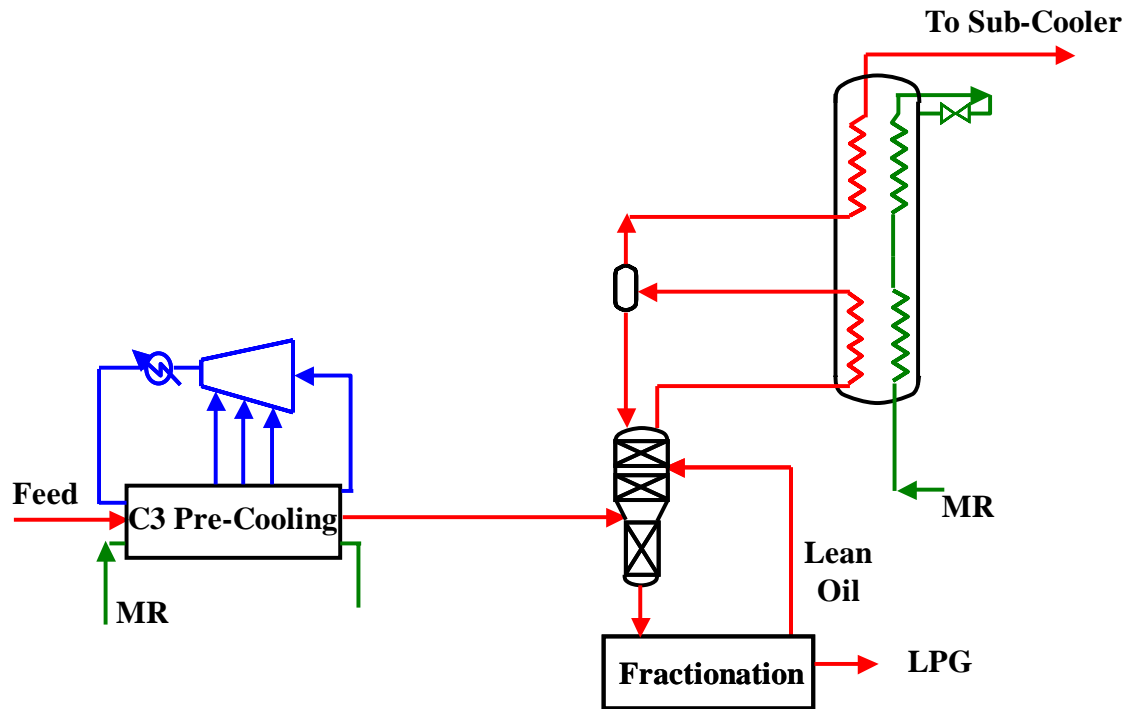 To Sub-Cooler
Feed
C3 Pre-Cooling
MR
MR
Lean
Oil
Fractionation
LPG